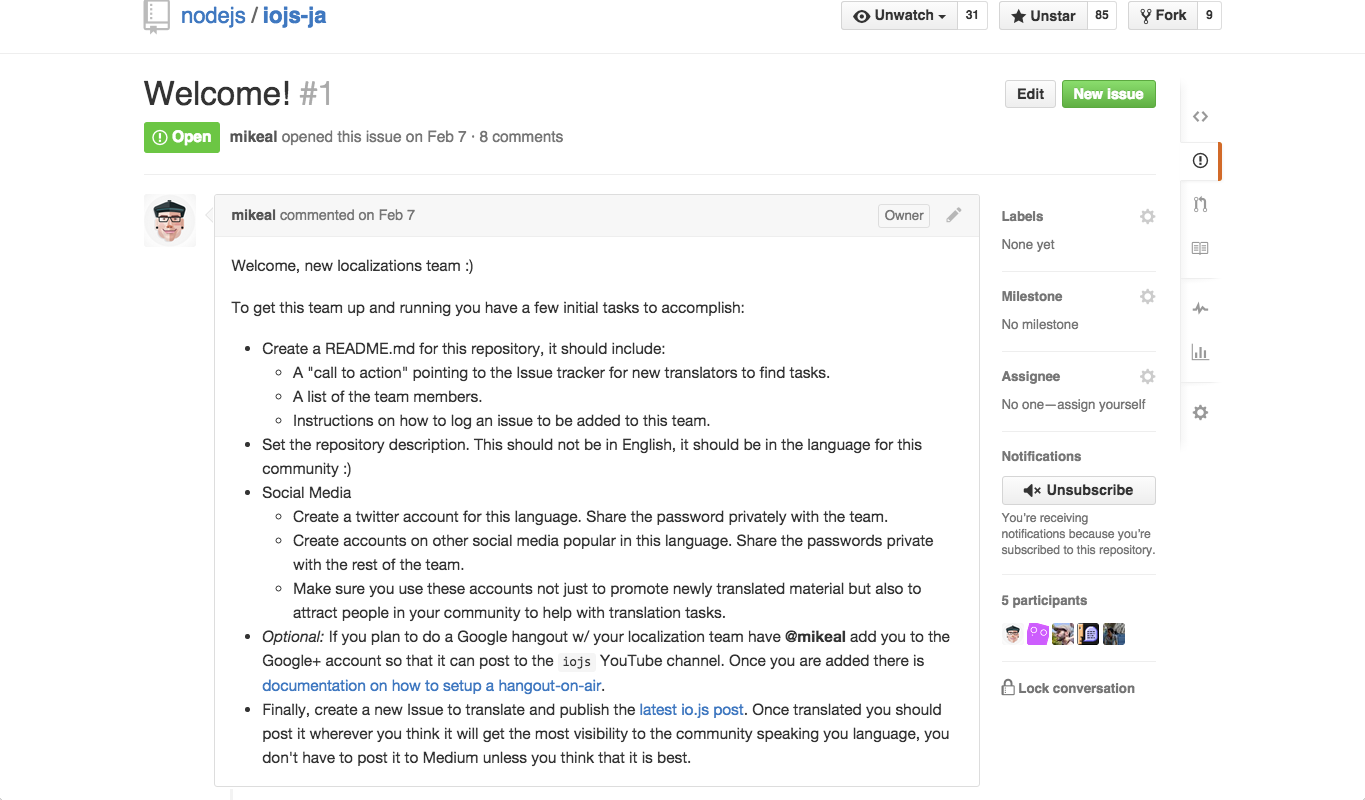 nodejs / iojs-ja
Unwatch 31
Unstar 85
Fork 9
Welcome! #1
Edit
New issue
Open
mikeal opened this issue on Feb 7 · 8 comments
mikeal commented on Feb 7
Owner
Welcome, new localizations team :)
To get this team up and running you have a few initial tasks to accomplish:
• Create a README.md for this repository, it should include:
◦ A "call to action" pointing to the Issue tracker for new translators to find tasks.
◦ A list of the team members.
◦ Instructions on how to log an issue to be added to this team.
• Set the repository description. This should not be in English, it should be in the language for this
community :)
• Social Media
◦ Create a twitter account for this language. Share the password privately with the team.
◦ Create accounts on other social media popular in this language. Share the passwords private
with the rest of the team.
◦ Make sure you use these accounts not just to promote newly translated material but also to
attract people in your community to help with translation tasks.
• Optional: If you plan to do a Google hangout w/ your localization team have @mikeal add you to the
Google+ account so that it can post to the iojs YouTube channel. Once you are added there is
documentation on how to setup a hangout-on-air.
• Finally, create a new Issue to translate and publish the latest io.js post. Once translated you should
post it wherever you think it will get the most visibility to the community speaking you language, you
don't have to post it to Medium unless you think that it is best.
Labels
None yet
Milestone
No milestone
Assignee
No one—assign yourself
Notifications
Unsubscribe
You're receiving
notifications because you're
subscribed to this repository.
5 participants
Lock conversation